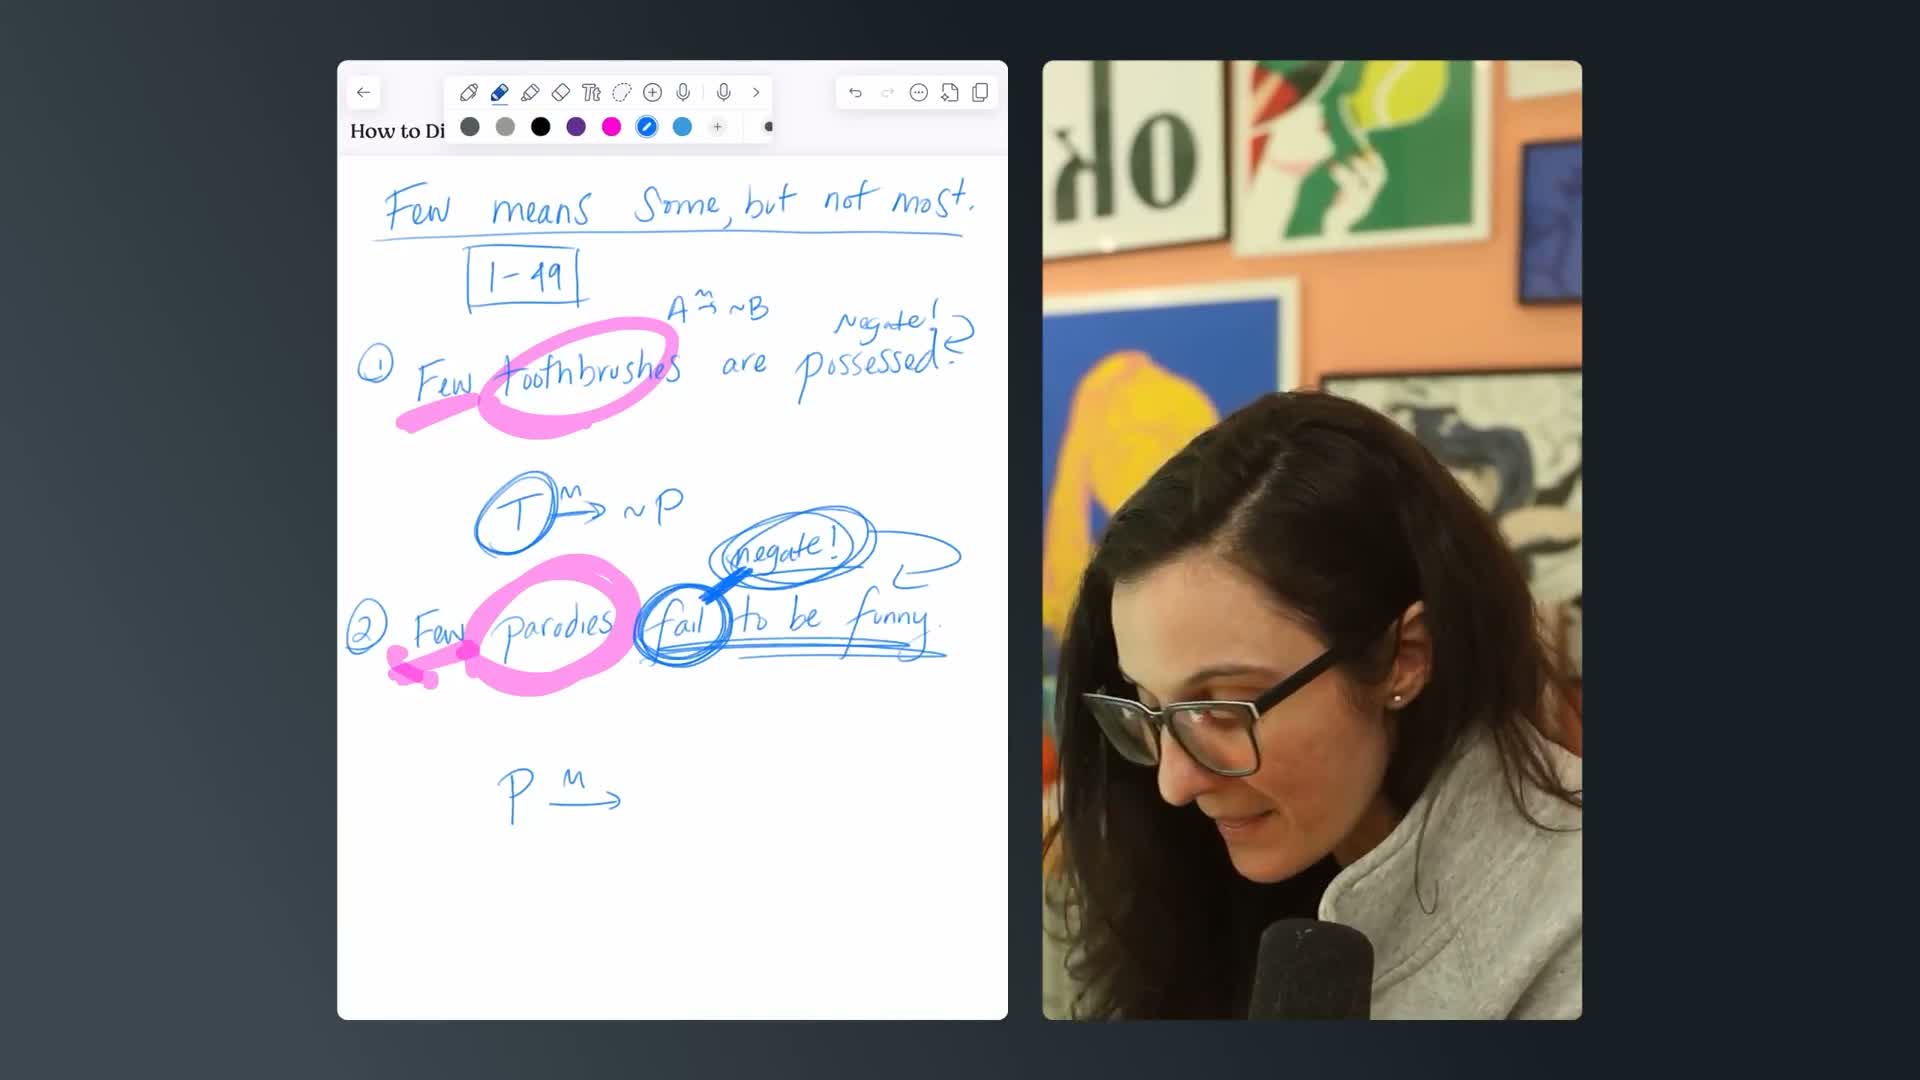 How to Di
Few means some, but not most.
1-49
A m→ ~B
Negate!
① Few toothbrushes are possessed.
T m→ ~P
negate!
② Few parodies fail to be funny.
P M→
OK